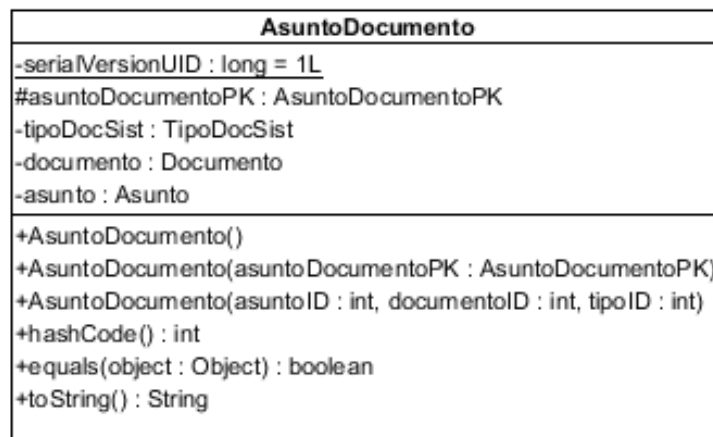 AsuntoDocumento
-serialVersionUID : long = 1L
#asuntoDocumentoPK : AsuntoDocumentoPK
-tipoDocSist : TipoDocSist
-documento : Documento
-asunto : Asunto
+AsuntoDocumento()
+AsuntoDocumento(asuntoDocumentoPK : AsuntoDocumentoPK)
+AsuntoDocumento(asuntoID : int, documentoID : int, tipoID : int)
+hashCode() : int
+equals(object : Object) : boolean
+toString() : String